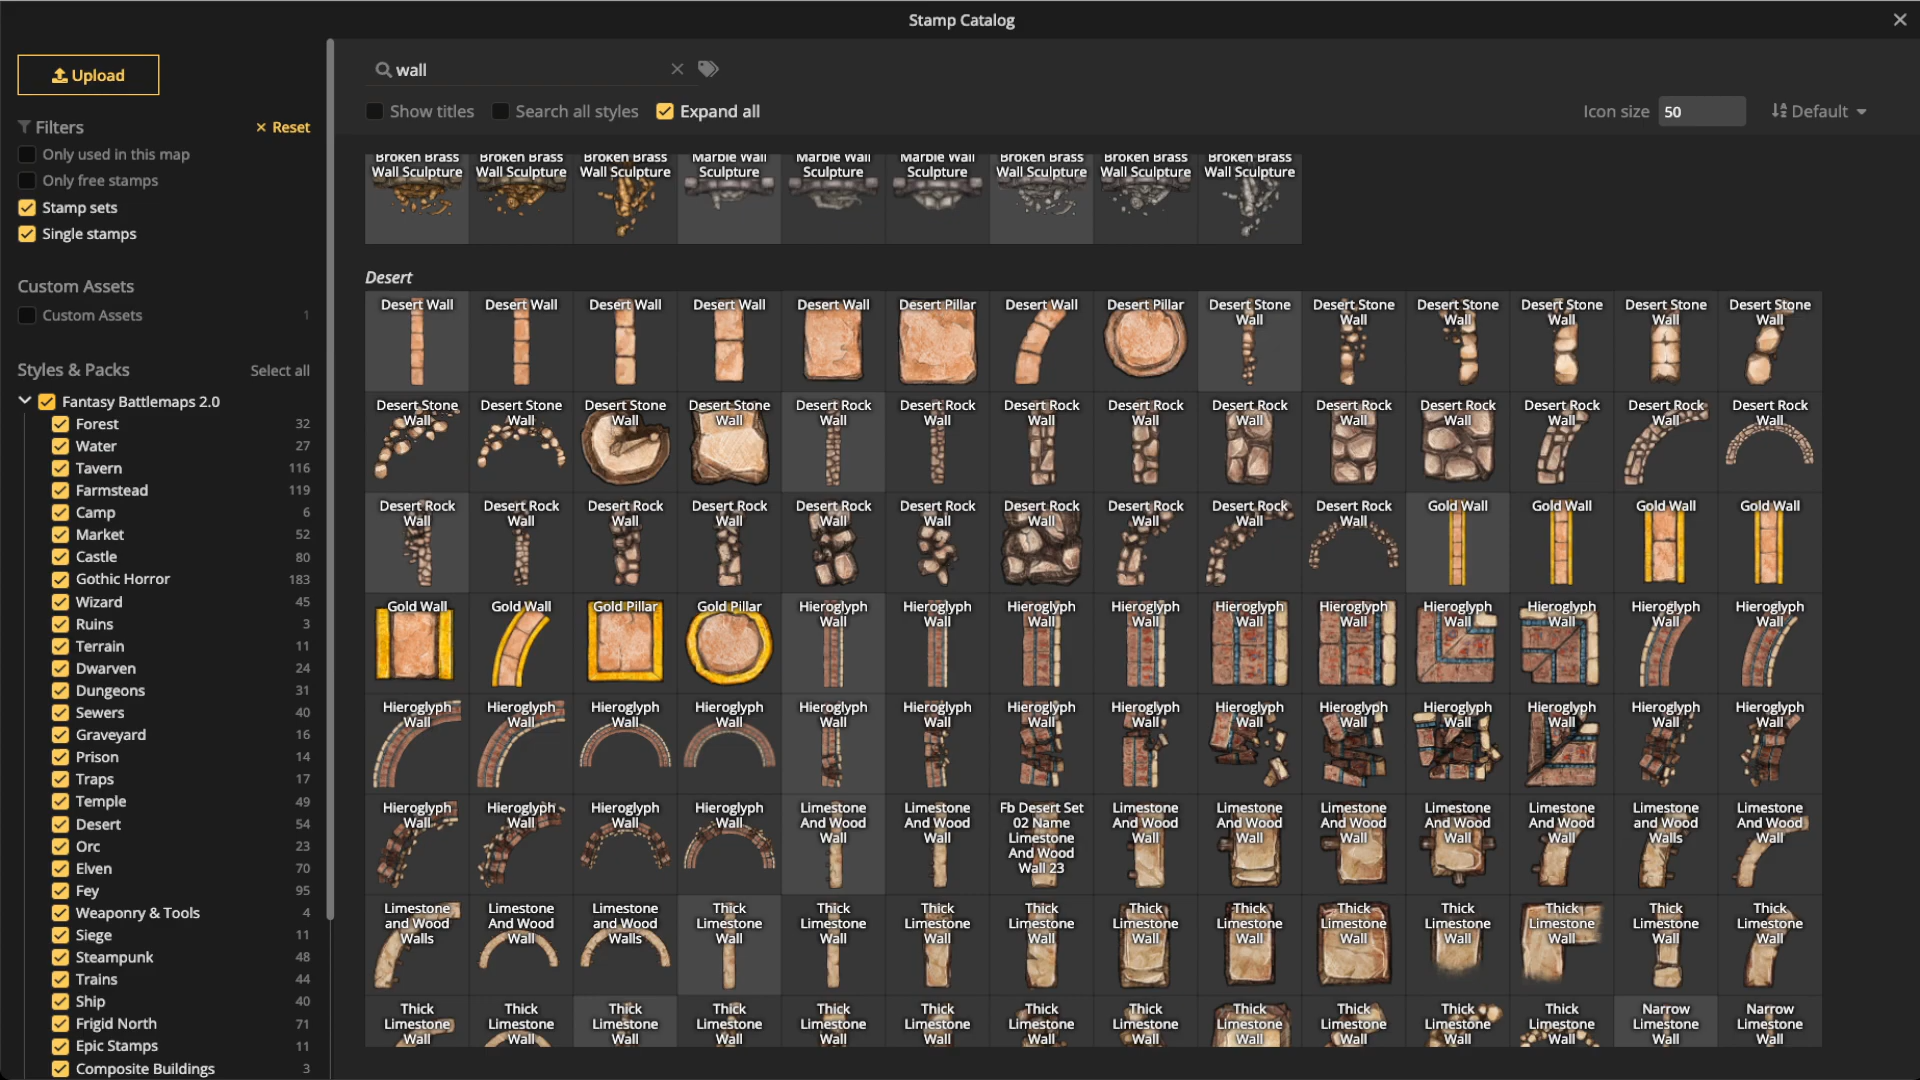 Stamp Catalog
Upload
Filters
Reset
Only used in this map
Only free stamps
Stamp sets
Single stamps
Custom Assets
Custom Assets 1
Styles & Packs Select all
Fantasy Battlemaps 2.0
Forest 32
Water 27
Tavern 116
Farmstead 119
Camp 6
Market 52
Castle 80
Gothic Horror 183
Wizard 45
Ruins 3
Terrain 11
Dwarven 24
Dungeons 31
Sewers 40
Graveyard 16
Prison 14
Traps 17
Temple 49
Desert 54
Orc 23
Elven 70
Fey 95
Weaponry & Tools 4
Siege 11
Steampunk 48
Trains 44
Ship 40
Frigid North 71
Epic Stamps 11
Composite Buildings 3
wall
Show titles Search all styles Expand all
Icon size 50 Default
Broken Brass Broken Brass Broken Brass Marble Wall Marble Wall Marble Wall Broken Brass Broken Brass Broken Brass
Wall Sculpture Wall Sculpture Wall Sculpture Sculpture Sculpture Sculpture Wall Sculpture Wall Sculpture Wall Sculpture
Desert
Desert Wall Desert Wall Desert Wall Desert Wall Desert Wall Desert Pillar Desert Wall Desert Pillar Desert Stone Desert Stone Desert Stone Desert Stone Desert Stone Desert Stone
Wall Wall Wall Wall Wall Wall
Desert Stone Desert Stone Desert Stone Desert Stone Desert Rock Desert Rock Desert Rock Desert Rock Desert Rock Desert Rock Desert Rock Desert Rock Desert Rock Desert Rock
Wall Wall Wall Wall Wall Wall Wall Wall Wall Wall Wall Wall Wall Wall
Desert Rock Desert Rock Desert Rock Desert Rock Desert Rock Desert Rock Desert Rock Desert Rock Desert Rock Desert Rock Gold Wall Gold Wall Gold Wall Gold Wall
Wall Wall Wall Wall Wall Wall Wall Wall Wall Wall
Gold Wall Gold Wall Gold Pillar Gold Pillar Hieroglyph Hieroglyph Hieroglyph Hieroglyph Hieroglyph Hieroglyph Hieroglyph Hieroglyph Hieroglyph Hieroglyph
Wall Wall Wall Wall Wall Wall Wall Wall Wall Wall
Hieroglyph Hieroglyph Hieroglyph Hieroglyph Hieroglyph Hieroglyph Hieroglyph Hieroglyph Hieroglyph Hieroglyph Hieroglyph Hieroglyph Hieroglyph Hieroglyph
Wall Wall Wall Wall Wall Wall Wall Wall Wall Wall Wall Wall Wall Wall
Hieroglyph Hieroglyph Hieroglyph Hieroglyph Limestone Limestone Fb Desert Set Limestone Limestone Limestone Limestone Limestone Limestone Limestone
Wall Wall Wall Wall And Wood And Wood 02 Name And Wood And Wood And Wood And Wood And Wood and Wood And Wood
Wall Wall Limestone Wall Wall Wall Wall Wall Walls Wall
And Wood
Wall 23
Limestone Limestone Limestone Thick Thick Thick Thick Thick Thick Thick Thick Thick Thick Thick
and Wood And Wood and Wood Limestone Limestone Limestone Limestone Limestone Limestone Limestone Limestone Limestone Limestone Limestone
Walls Wall Walls Wall Wall Wall Wall Wall Wall Wall Wall Wall Wall Wall
Thick Thick Thick Thick Thick Thick Thick Thick Thick Thick Thick Thick Narrow Narrow
Limestone Limestone Limestone Limestone Limestone Limestone Limestone Limestone Limestone Limestone Limestone Limestone Limestone Limestone
Wall Wall Wall Wall Wall Wall Wall Wall Wall Wall Wall Wall Wall Wall